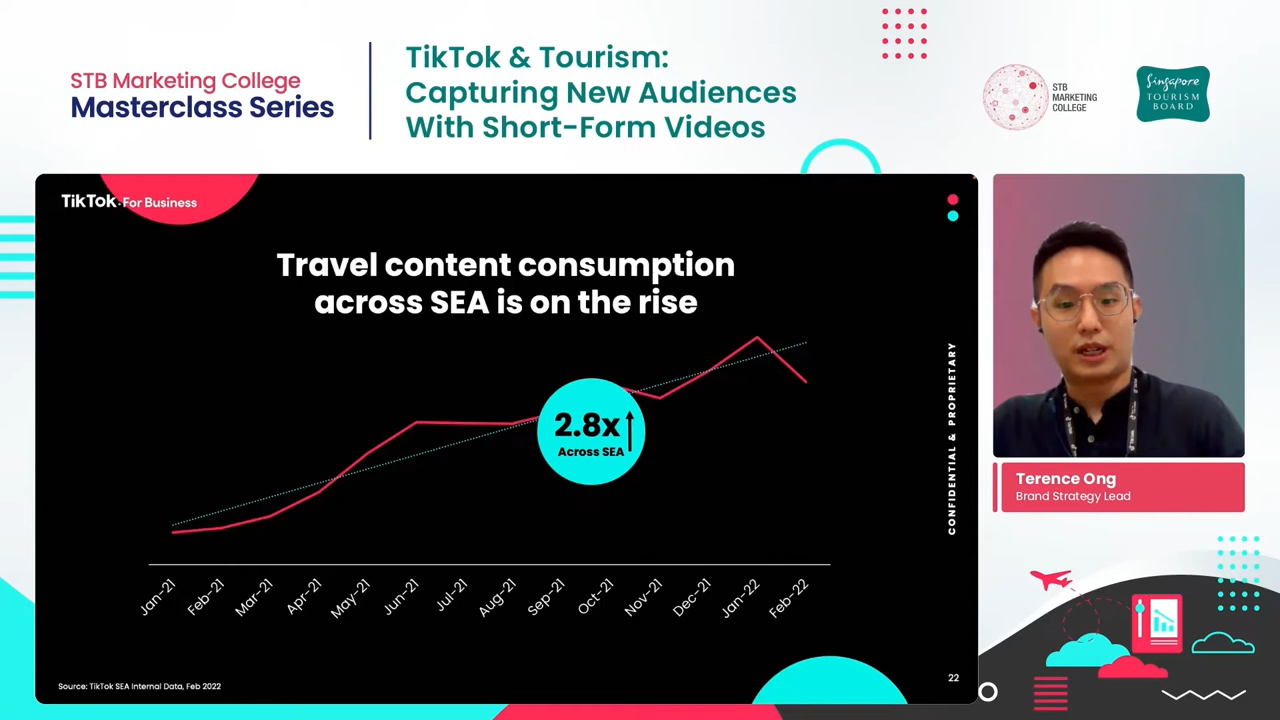 STB Marketing College
Masterclass Series
TikTok & Tourism:
Capturing New Audiences
With Short-Form Videos
STB
MARKETING
COLLEGE
Singapore
TOURISM
BOARD
TikTok For Business
Travel content consumption
across SEA is on the rise
2.8x
Across SEA
Jan-21
Feb-21
Mar-21
Apr-21
May-21
Jun-21
Jul-21
Aug-21
Sep-21
Oct-21
Nov-21
Dec-21
Jan-22
Feb-22
CONFIDENTIAL & PROPRIETARY
Source: TikTok SEA Internal Data, Feb 2022
22
Terence Ong
Brand Strategy Lead